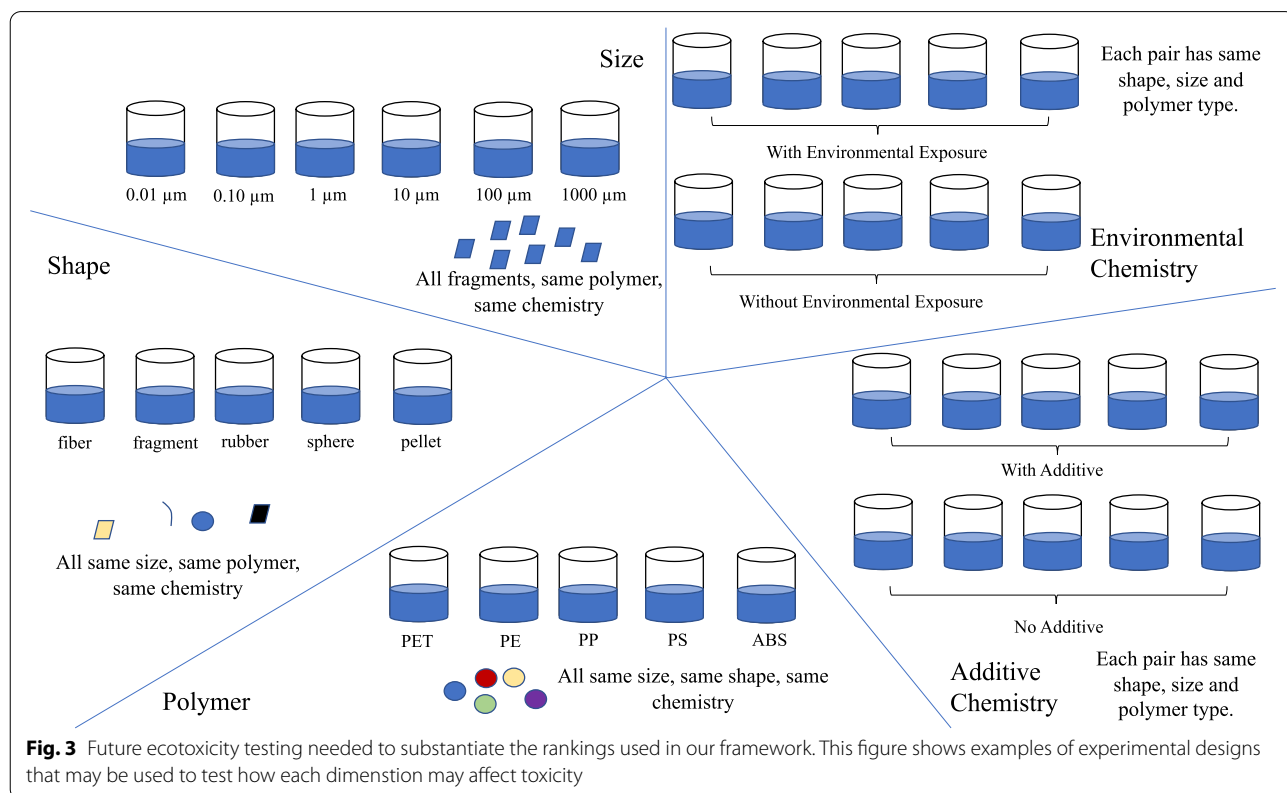 Size
0.01 µm 0.10 µm 1 µm 10 µm 100 µm 1000 µm
All fragments, same polymer,
same chemistry
Each pair has same
shape, size and
polymer type.
With Environmental Exposure
Without Environmental Exposure
Environmental
Chemistry
Shape
fiber fragment rubber sphere pellet
All same size, same polymer,
same chemistry
With Additive
No Additive
Additive
Chemistry
Each pair has same
shape, size and
polymer type.
PET PE PP PS ABS
All same size, same shape, same
chemistry
Polymer
Fig. 3 Future ecotoxicity testing needed to substantiate the rankings used in our framework. This figure shows examples of experimental designs
that may be used to test how each dimenstion may affect toxicity